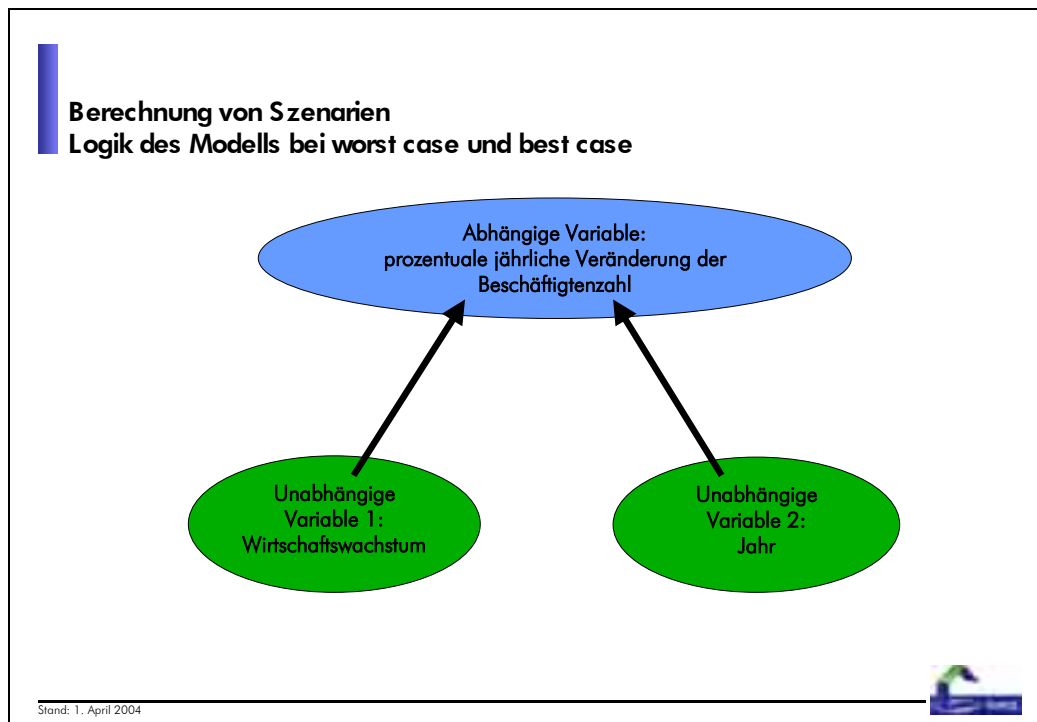 Berechnung von Szenarien
Logik des Modells bei worst case und best case
Abhängige Variable:
prozentuale jährliche Veränderung der
Beschäftigtenzahl
Unabhängige
Variable 1:
Wirtschaftswachstum
Unabhängige
Variable 2:
Jahr
Stand: 1. April 2004